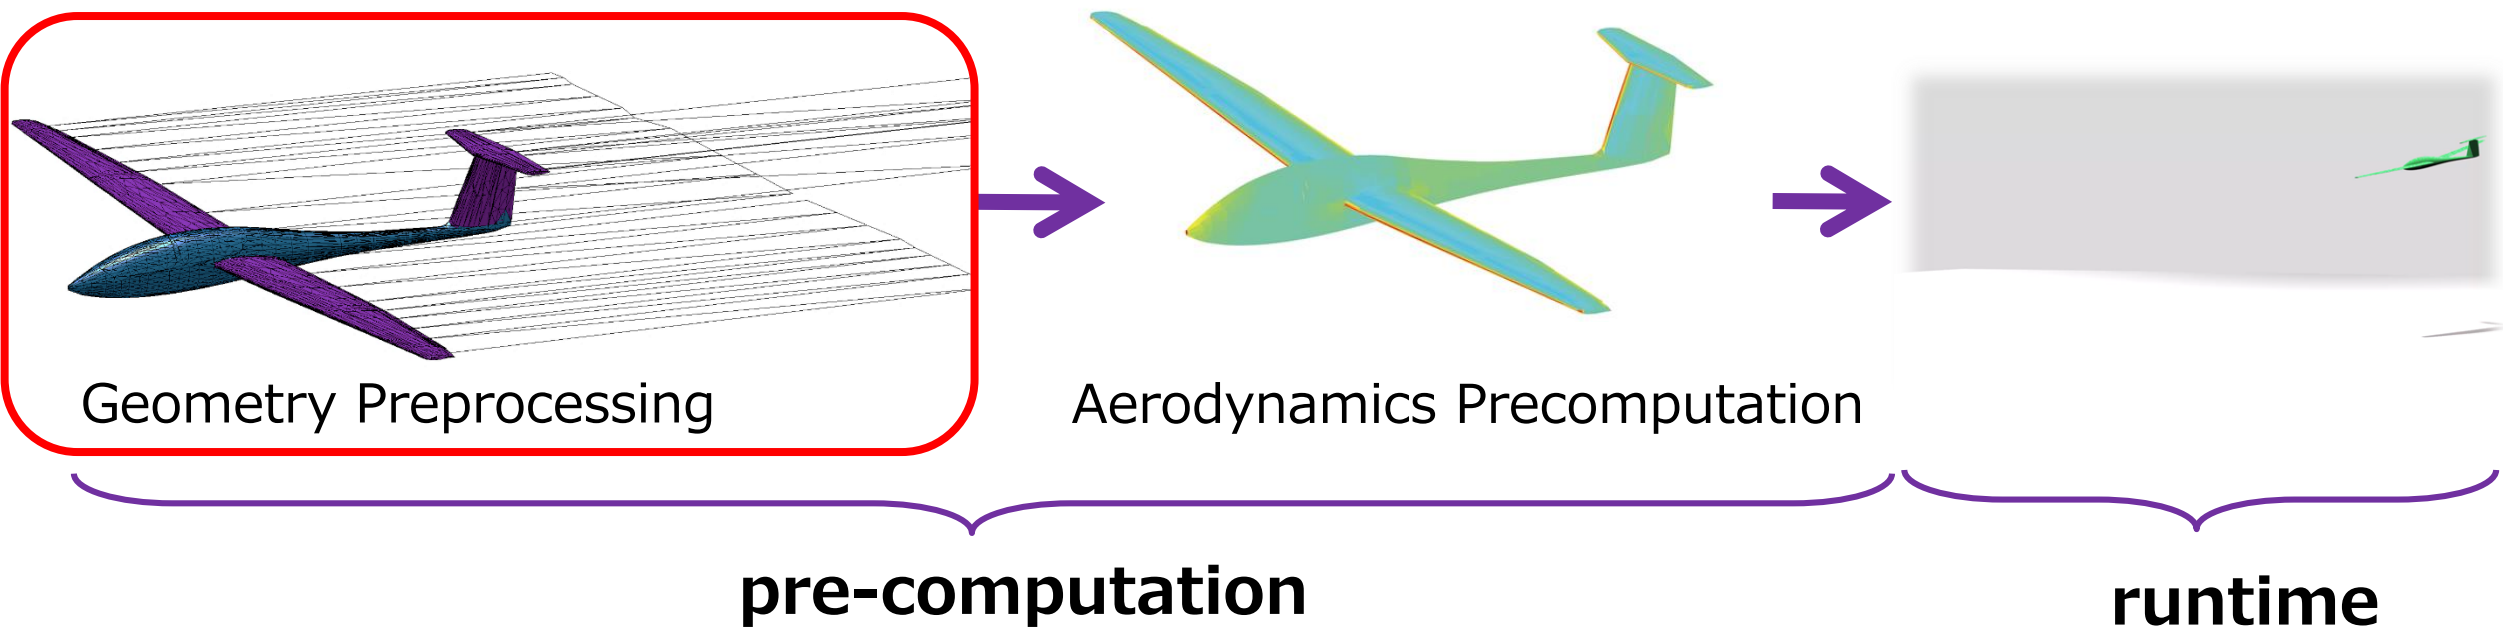 Geometry Preprocessing
Aerodynamics Precomputation
pre-computation
runtime